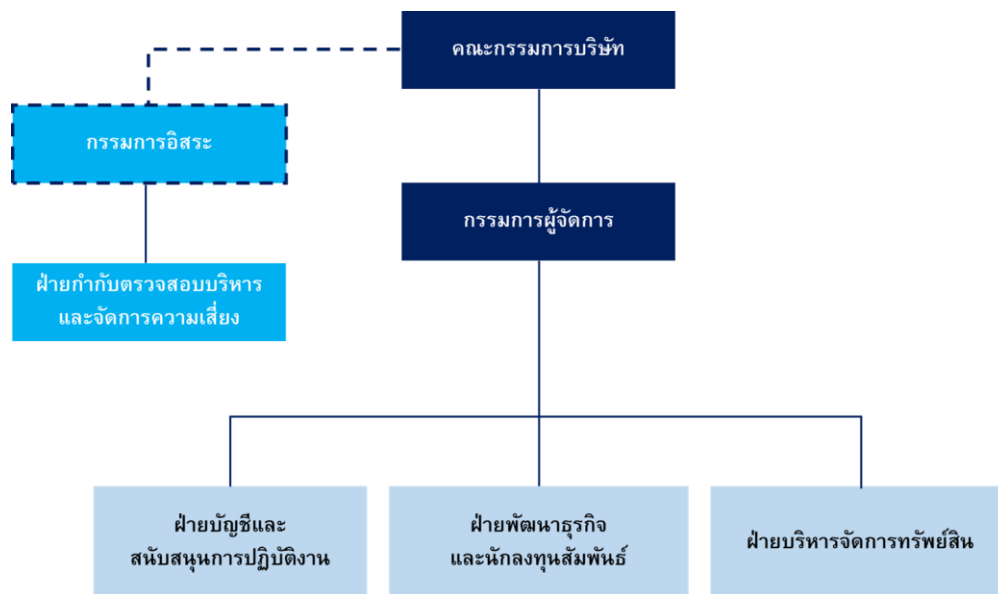 คณะกรรมการบริษัท
กรรมการอิสระ
กรรมการผู้จัดการ
ฝ่ายกำกับตรวจสอบบริหาร
และจัดการความเสี่ยง
ฝ่ายบัญชีและ
สนับสนุนการปฏิบัติงาน
ฝ่ายพัฒนาธุรกิจ
และนักลงทุนสัมพันธ์
ฝ่ายบริหารจัดการทรัพย์สิน